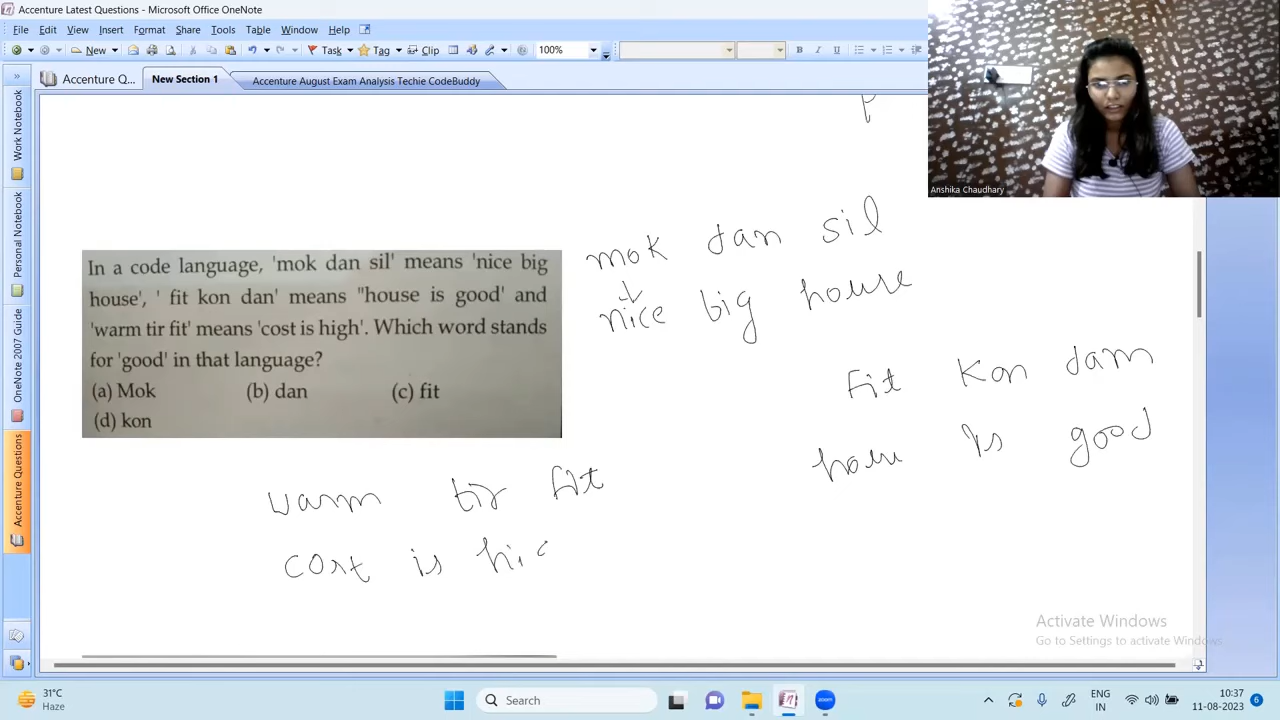 Accenture Latest Questions - Microsoft Office OneNote
File Edit View Insert Format Share Tools Table Window Help
New Task Tag Clip 100% B I U
Accenture Q... New Section 1 Accenture August Exam Analysis Techie CodeBuddy
Work Notebook
Personal Notebook
OneNote 2007 Guide
Accenture Questions
Anshika Chaudhary
In a code language, 'mok dan sil' means 'nice big
house', ' fit kon dan' means "house is good' and
'warm tir fit' means 'cost is high'. Which word stands
for 'good' in that language?
(a) Mok (b) dan (c) fit
(d) kon
mok dan sil
nice big house
Fit Kon dam
house is good
warm tir fit
cost is hi
Activate Windows
Go to Settings to activate Windows.
31°C
Haze
Search
ENG
IN
10:37
11-08-2023
6